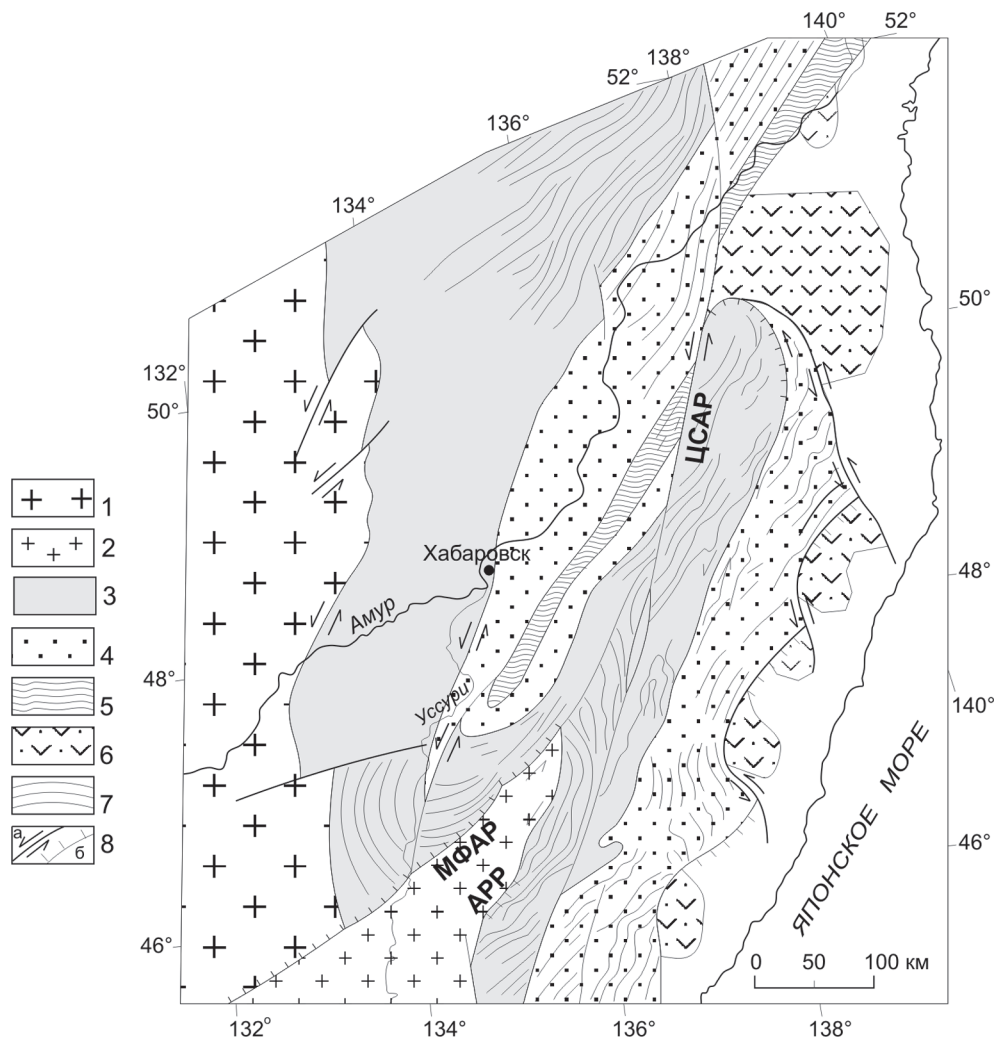 140°
52°
138°
52°
136°
134°
50°
132°
50°
ЦСАР
1
2
3
4
5
6
7
а
б
8
Хабаровск
48°
Амур
48°
Уссури
140°
ЯПОНСКОЕ МОРЕ
46°
МФАР
АРР
46°
0 50 100 км
132°
134°
136°
138°